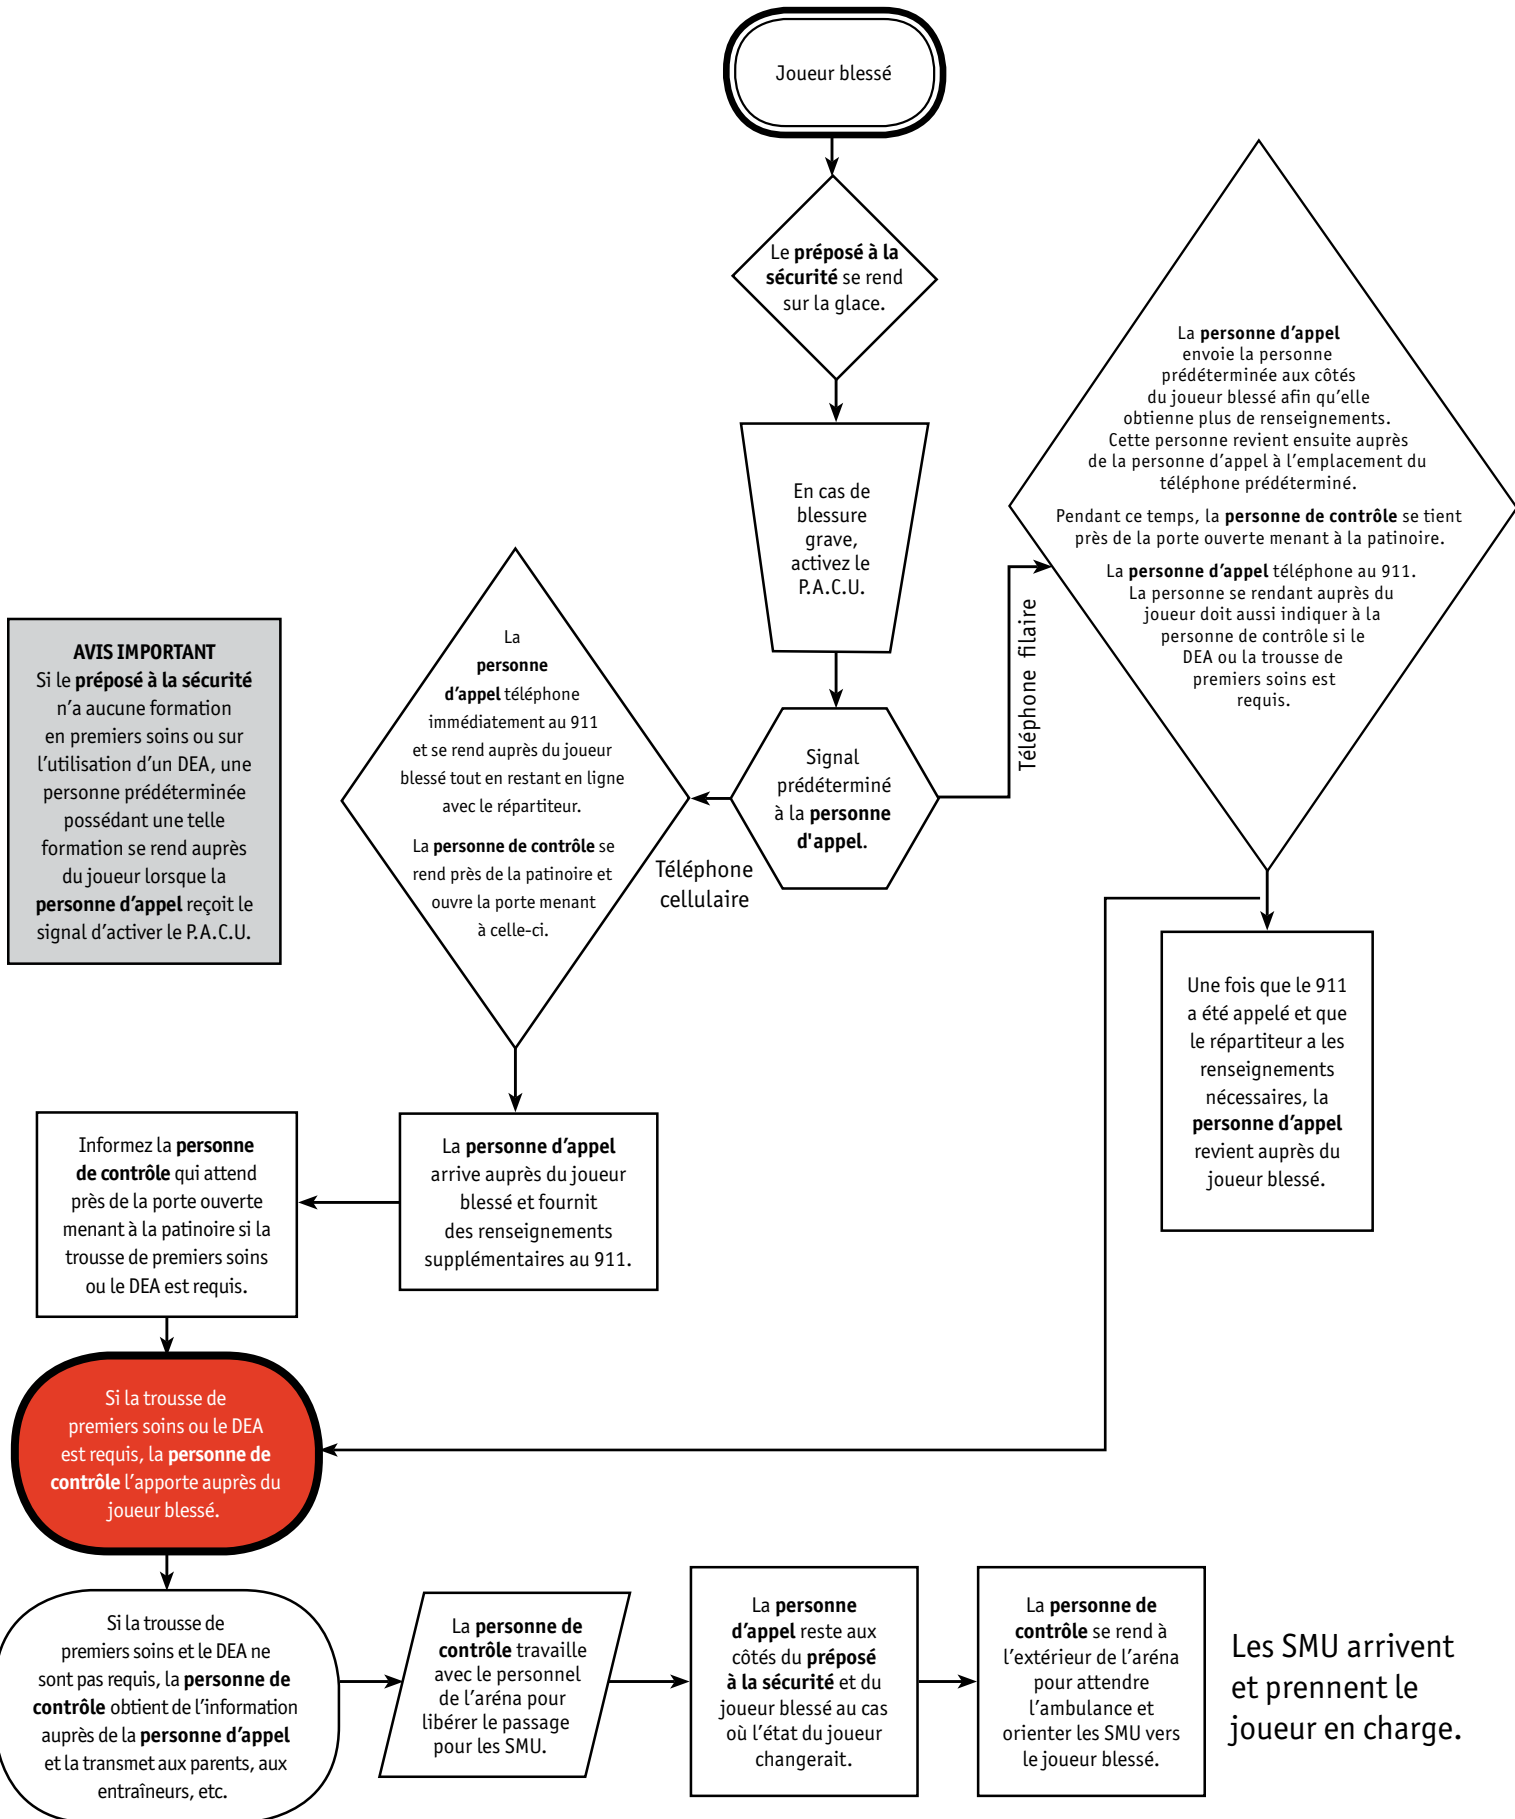 Joueur blessé
Le préposé à la
sécurité se rend
sur la glace.
En cas de
blessure
grave,
activez le
P.A.C.U.
Signal
prédéterminé
à la personne
d'appel.
Téléphone filaire
La personne d’appel
envoie la personne
prédéterminée aux côtés
du joueur blessé afin qu’elle
obtienne plus de renseignements.
Cette personne revient ensuite auprès
de la personne d’appel à l’emplacement du
téléphone prédéterminé.
Pendant ce temps, la personne de contrôle se tient
près de la porte ouverte menant à la patinoire.
La personne d’appel téléphone au 911.
La personne se rendant auprès du
joueur doit aussi indiquer à la
personne de contrôle si le
DEA ou la trousse de
premiers soins est
requis.
Une fois que le 911
a été appelé et que
le répartiteur a les
renseignements
nécessaires, la
personne d’appel
revient auprès du
joueur blessé.
Téléphone
cellulaire
La
personne
d’appel téléphone
immédiatement au 911
et se rend auprès du joueur
blessé tout en restant en ligne
avec le répartiteur.
La personne de contrôle se
rend près de la patinoire et
ouvre la porte menant
à celle-ci.
AVIS IMPORTANT
Si le préposé à la sécurité
n’a aucune formation
en premiers soins ou sur
l’utilisation d’un DEA, une
personne prédéterminée
possédant une telle
formation se rend auprès
du joueur lorsque la
personne d’appel reçoit le
signal d’activer le P.A.C.U.
La personne d’appel
arrive auprès du joueur
blessé et fournit
des renseignements
supplémentaires au 911.
Informez la personne
de contrôle qui attend
près de la porte ouverte
menant à la patinoire si la
trousse de premiers soins
ou le DEA est requis.
Si la trousse de
premiers soins ou le DEA
est requis, la personne de
contrôle l’apporte auprès du
joueur blessé.
Si la trousse de
premiers soins et le DEA ne
sont pas requis, la personne de
contrôle obtient de l’information
auprès de la personne d’appel
et la transmet aux parents, aux
entraîneurs, etc.
La personne de
contrôle travaille
avec le personnel
de l’aréna pour
libérer le passage
pour les SMU.
La personne
d’appel reste aux
côtés du préposé
à la sécurité et du
joueur blessé au cas
où l’état du joueur
changerait.
La personne de
contrôle se rend à
l’extérieur de l’aréna
pour attendre
l’ambulance et
orienter les SMU vers
le joueur blessé.
Les SMU arrivent
et prennent le
joueur en charge.